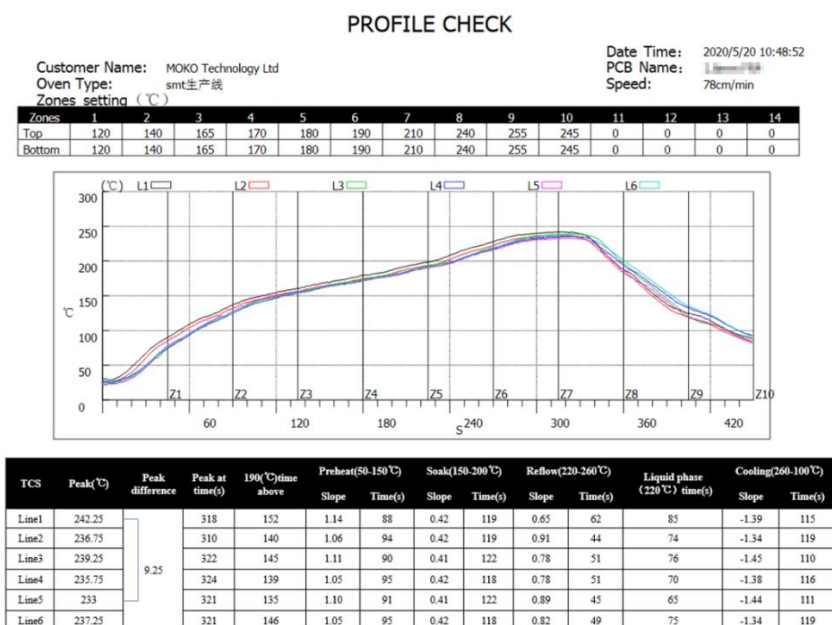 PROFILE CHECK
Date Time: 2020/5/20 10:48:52
Customer Name: MOKO Technology Ltd
PCB Name:
Oven Type: smt生产线
Speed: 78cm/min
Zones setting (℃)
Zones 1 2 3 4 5 6 7 8 9 10 11 12 13 14
Top 120 140 165 170 180 190 210 240 255 245 0 0 0 0
Bottom 120 140 165 170 180 190 210 240 255 245 0 0 0 0
(℃) L1 L2 L3 L4 L5 L6
300
250
200
150
℃
100
50
0
Z1 Z2 Z3 Z4 Z5 Z6 Z7 Z8 Z9 Z10
60 120 180 240 300 360 420
S
TCS Peak(℃) Peak difference Peak at time(s) 190(℃)time above Preheat(50-150℃) Soak(150-200℃) Reflow(220-260℃) Liquid phase (220℃) time(s) Cooling(260-100℃)
Slope Time(s) Slope Time(s) Slope Time(s) Slope Time(s)
Line1 242.25 318 152 1.14 88 0.42 119 0.65 62 85 -1.39 115
Line2 236.75 310 140 1.06 94 0.42 119 0.91 44 74 -1.34 119
Line3 239.25 322 145 1.11 90 0.41 122 0.78 51 76 -1.45 110
9.25
Line4 235.75 324 139 1.05 95 0.42 118 0.78 51 70 -1.38 116
Line5 233 321 135 1.10 91 0.41 122 0.89 45 65 -1.44 111
Line6 237.25 321 146 1.05 95 0.42 118 0.82 49 75 -1.34 119